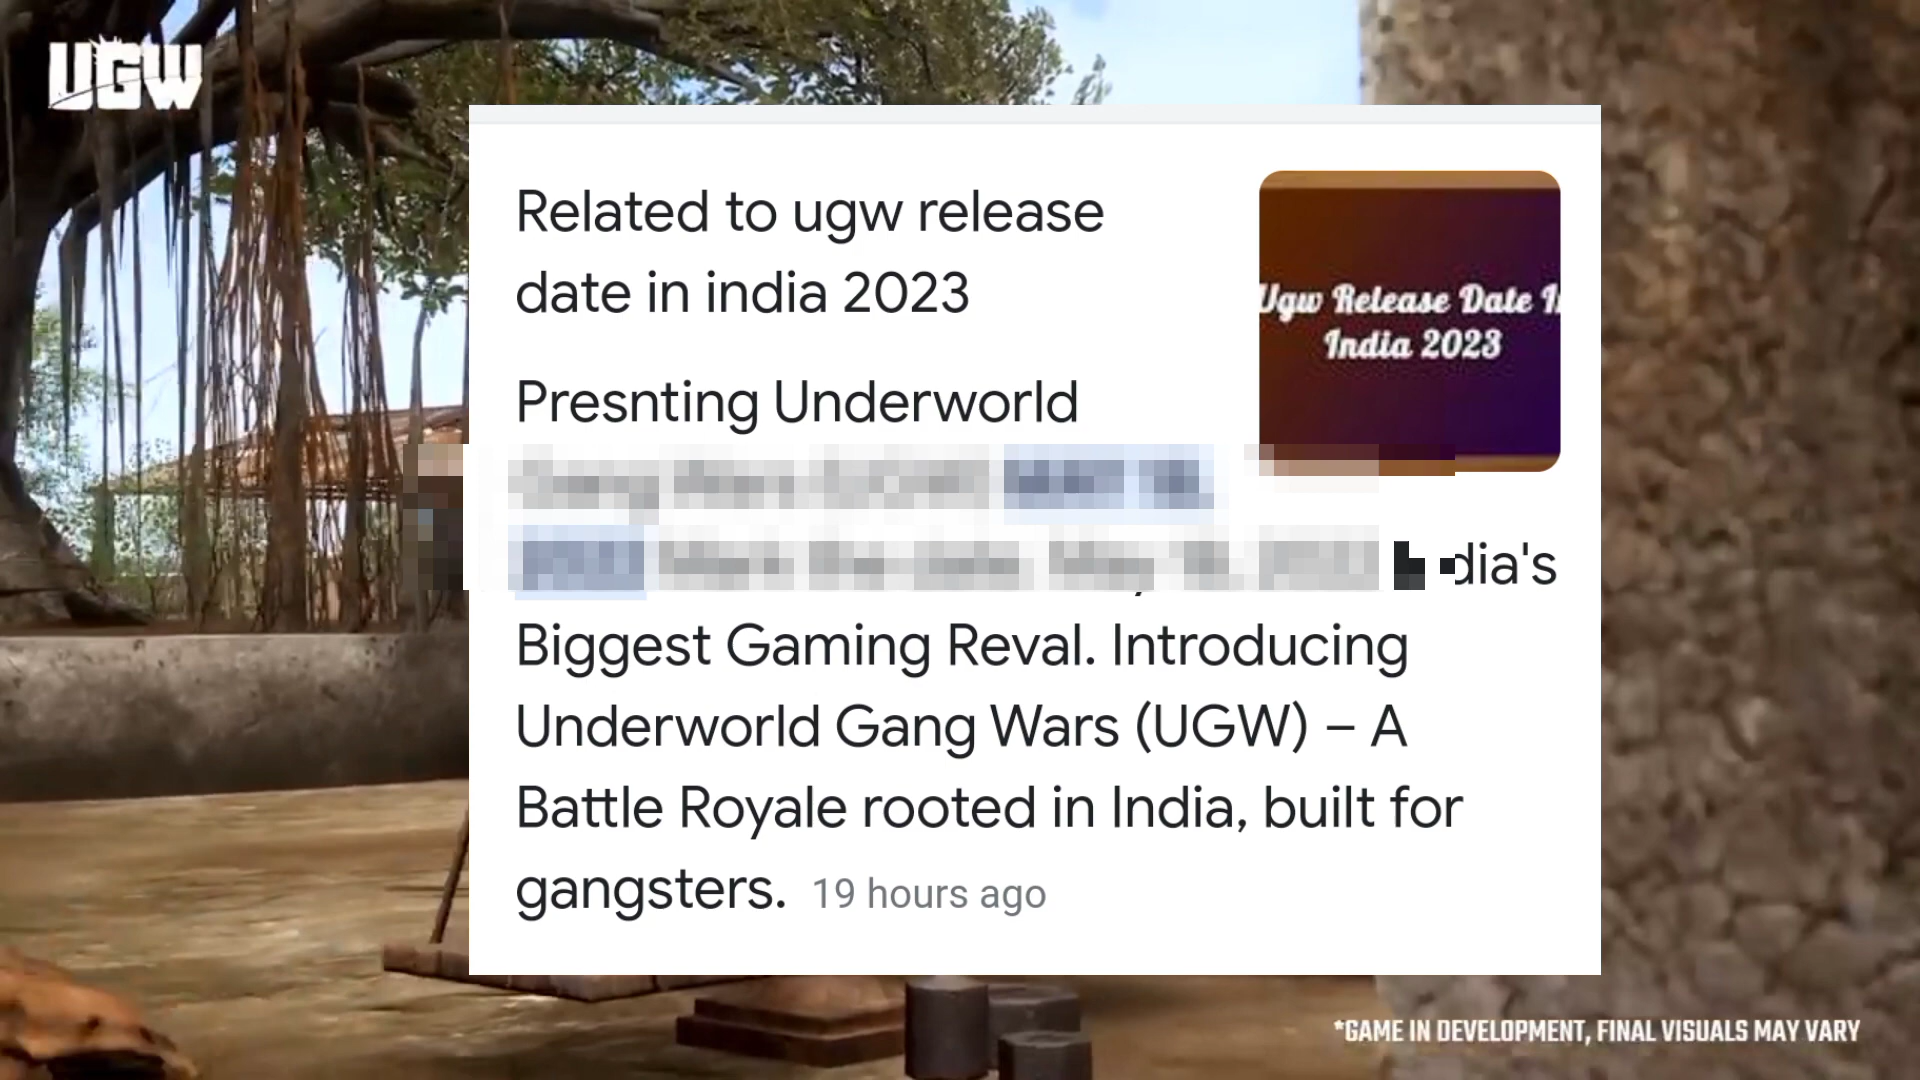 UGW
Related to ugw release
date in india 2023
Ugw Release Date I
India 2023
Presnting Underworld
dia's
Biggest Gaming Reval. Introducing
Underworld Gang Wars (UGW) – A
Battle Royale rooted in India, built for
gangsters. 19 hours ago
*GAME IN DEVELOPMENT, FINAL VISUALS MAY VARY